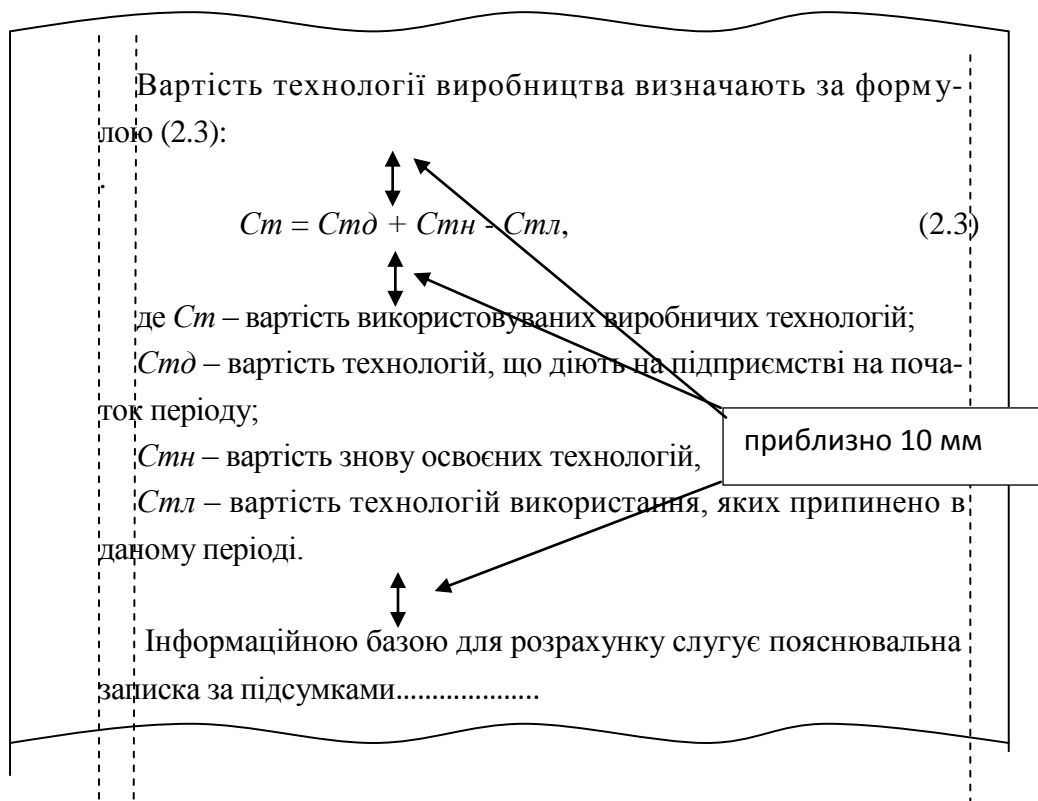 Вартість технології виробництва визначають за форму-
лою (2.3):
.
Ст = Стд + Стн - Стл, (2.3)
де Ст – вартість використовуваних виробничих технологій;
Стд – вартість технологій, що діють на підприємстві на поча-
ток періоду;
приблизно 10 мм
Стн – вартість знову освоєних технологій,
Стл – вартість технологій використання, яких припинено в
даному періоді.
Інформаційною базою для розрахунку слугує пояснювальна
записка за підсумками.....................